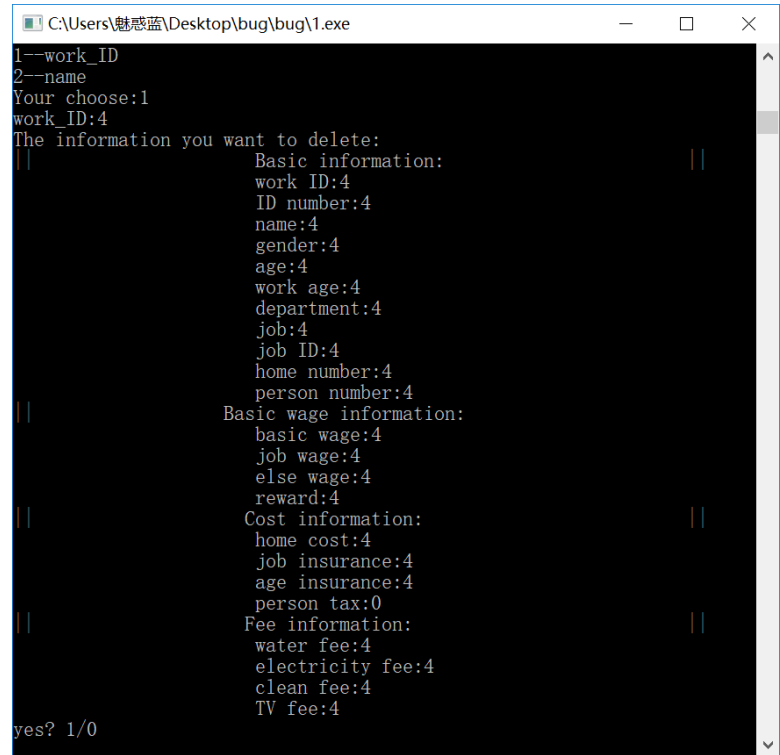 C:\Users\魅惑蓝\Desktop\bug\bug\1.exe
1--work_ID
2--name
Your choose:1
work_ID:4
The information you want to delete:
|| Basic information: ||
work ID:4
ID number:4
name:4
gender:4
age:4
work age:4
department:4
job:4
job ID:4
home number:4
person number:4
|| Basic wage information:
basic wage:4
job wage:4
else wage:4
reward:4
|| Cost information: ||
home cost:4
job insurance:4
age insurance:4
person tax:0
|| Fee information: ||
water fee:4
electricity fee:4
clean fee:4
TV fee:4
yes? 1/0